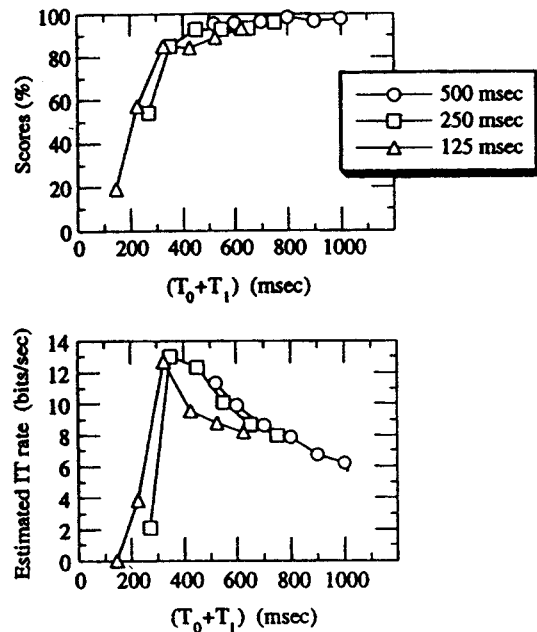 100
80
60
40
20
0
Scores (%)
0 200 400 600 800 1000
(T₀+T₁) (msec)
500 msec
250 msec
125 msec
14
12
10
8
6
4
2
0
Estimated IT rate (bits/sec)
0 200 400 600 800 1000
(T₀+T₁) (msec)